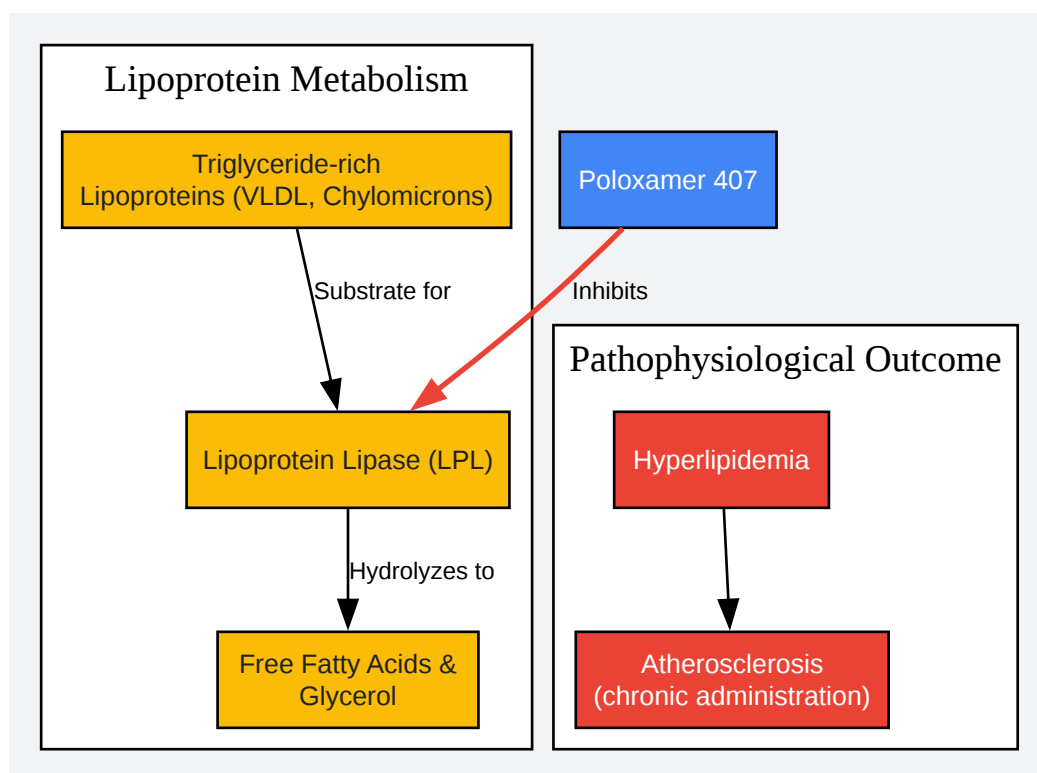 Lipoprotein Metabolism
Triglyceride-rich
Lipoproteins (VLDL, Chylomicrons)
Poloxamer 407
Substrate for
Inhibits
Pathophysiological Outcome
Lipoprotein Lipase (LPL)
Hyperlipidemia
Hydrolyzes to
Free Fatty Acids &
Glycerol
Atherosclerosis
(chronic administration)